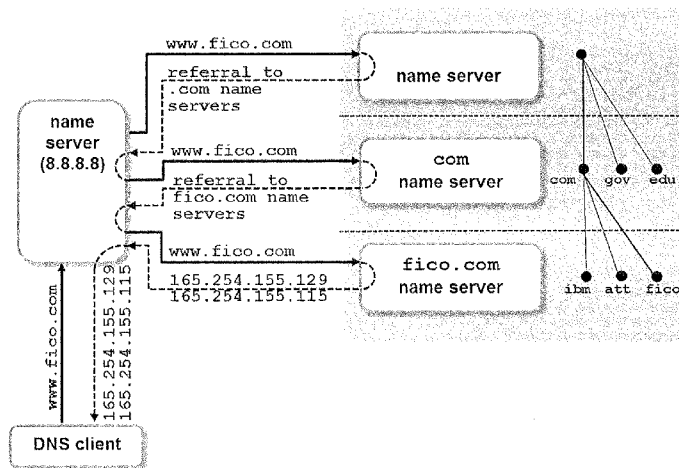 www.fico.com
referral to
.com name
servers
name server
name
server
(8.8.8.8)
www.fico.com
referral to
fico.com name
servers
com
name server
com
gov
edu
www.fico.com
165.254.155.129
165.254.155.115
fico.com
name server
ibm
att
fico
www.fico.com
165.254.155.129
165.254.155.115
DNS client